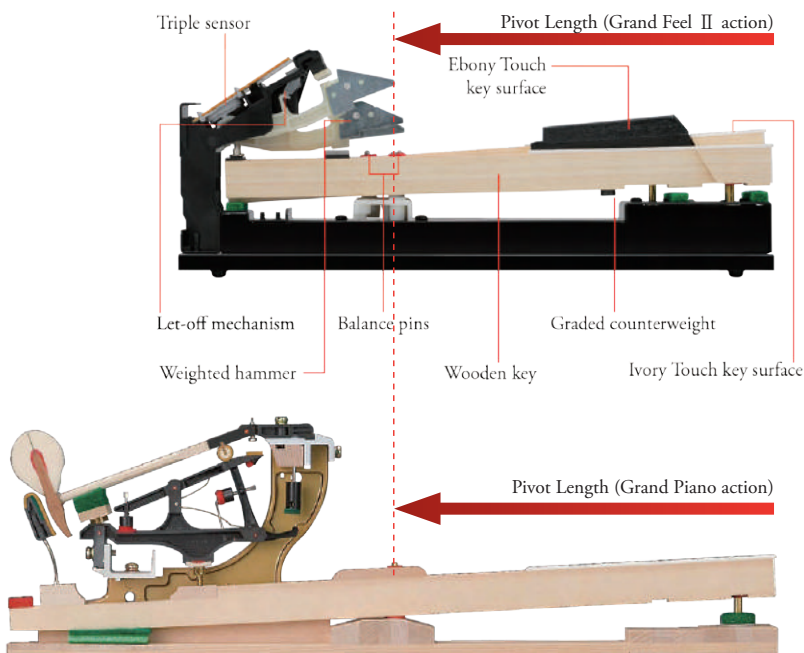 Triple sensor
Pivot Length (Grand Feel Ⅱ action)
Ebony Touch
key surface
Let-off mechanism
Balance pins
Graded counterweight
Weighted hammer
Wooden key
Ivory Touch key surface
Pivot Length (Grand Piano action)